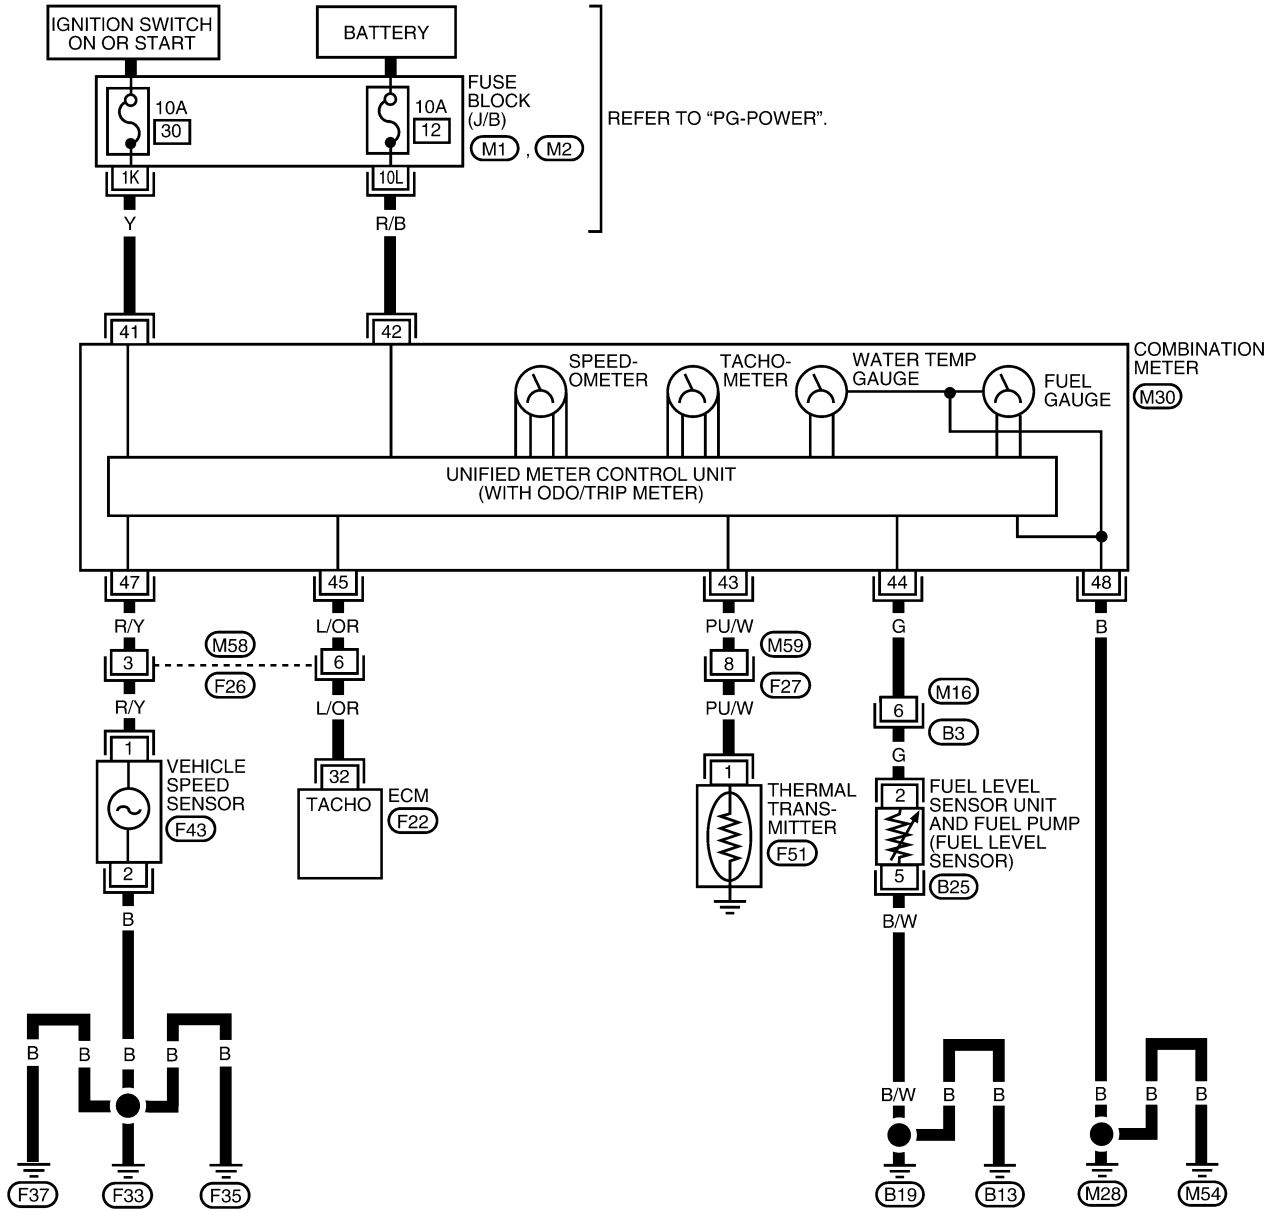 IGNITION SWITCH
ON OR START
BATTERY
10A
30
10A
12
FUSE
BLOCK
(J/B)
M1 , M2
REFER TO “PG-POWER”.
1K
10L
Y
R/B
41
42
COMBINATION
METER
M30
SPEED-
OMETER
TACHO-
METER
WATER TEMP
GAUGE
FUEL
GAUGE
UNIFIED METER CONTROL UNIT
(WITH ODO/TRIP METER)
47
45
43
44
48
R/Y
L/OR
PU/W
G
B
3
M58
F26
6
8
M59
F27
6
M16
B3
R/Y
L/OR
PU/W
G
1
VEHICLE
SPEED
SENSOR
F43
2
32
TACHO
ECM
F22
1
THERMAL
TRANS-
MITTER
F51
2
FUEL LEVEL
SENSOR UNIT
AND FUEL PUMP
(FUEL LEVEL
SENSOR)
5
B25
B
B/W
B
B
B
B
B
B/W
B
B
B
B
B
F37
F33
F35
B19
B13
M28
M54